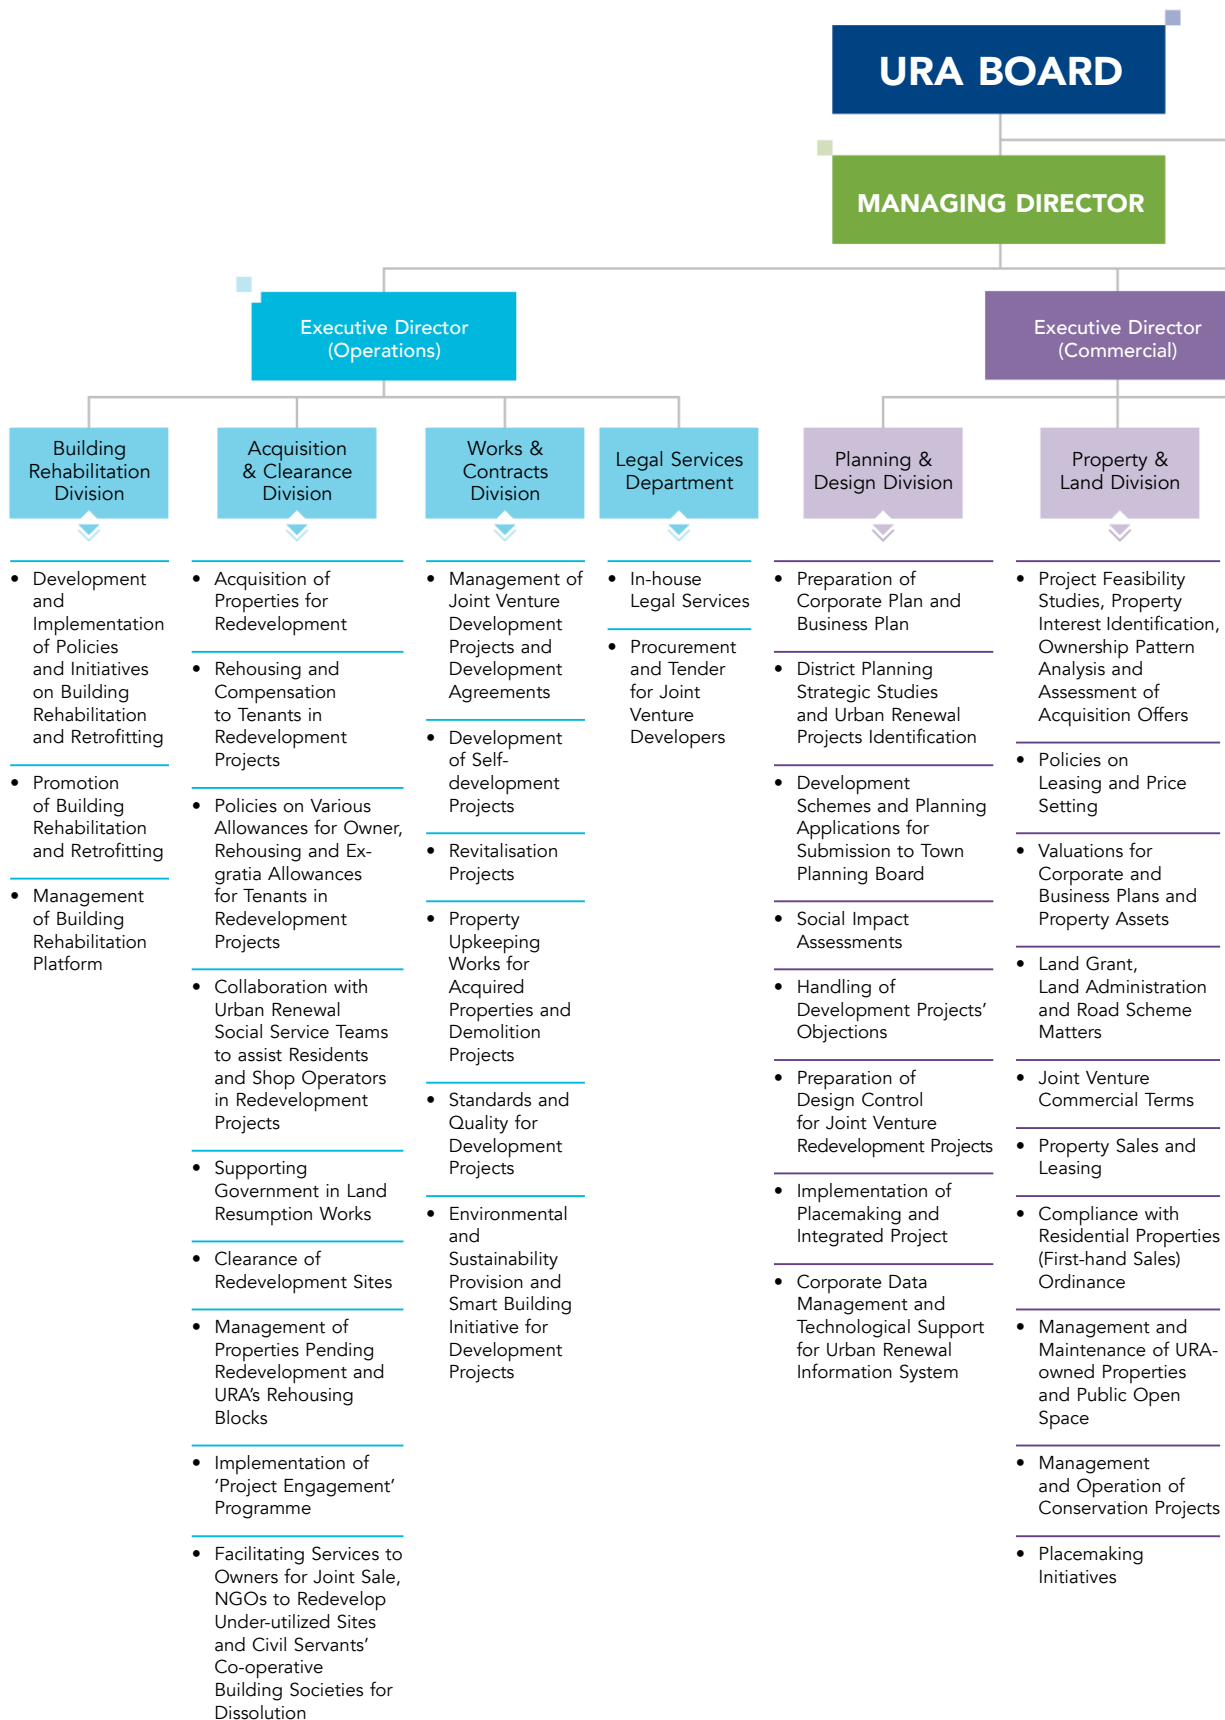 URA BOARD
MANAGING DIRECTOR
Executive Director
(Operations)
Executive Director
(Commercial)
Building
Rehabilitation
Division
Acquisition
& Clearance
Division
Works &
Contracts
Division
Legal Services
Department
Planning &
Design Division
Property &
Land Division
• Development
and
Implementation
of Policies
and Initiatives
on Building
Rehabilitation
and Retrofitting
• Promotion
of Building
Rehabilitation
and Retrofitting
• Management
of Building
Rehabilitation
Platform
• Acquisition of
Properties for
Redevelopment
• Rehousing and
Compensation
to Tenants in
Redevelopment
Projects
• Policies on Various
Allowances for Owner,
Rehousing and Ex-
gratia Allowances
for Tenants in
Redevelopment
Projects
• Collaboration with
Urban Renewal
Social Service Teams
to assist Residents
and Shop Operators
in Redevelopment
Projects
• Supporting
Government in Land
Resumption Works
• Clearance of
Redevelopment Sites
• Management of
Properties Pending
Redevelopment and
URA's Rehousing
Blocks
• Implementation of
‘Project Engagement’
Programme
• Facilitating Services to
Owners for Joint Sale,
NGOs to Redevelop
Under-utilized Sites
and Civil Servants’
Co-operative
Building Societies for
Dissolution
• Management of
Joint Venture
Development
Projects and
Development
Agreements
• Development
of Self-
development
Projects
• Revitalisation
Projects
• Property
Upkeeping
Works for
Acquired
Properties and
Demolition
Projects
• Standards and
Quality for
Development
Projects
• Environmental
and
Sustainability
Provision and
Smart Building
Initiative for
Development
Projects
• In-house
Legal Services
• Procurement
and Tender
for Joint
Venture
Developers
• Preparation of
Corporate Plan and
Business Plan
• District Planning
Strategic Studies
and Urban Renewal
Projects Identification
• Development
Schemes and Planning
Applications for
Submission to Town
Planning Board
• Social Impact
Assessments
• Handling of
Development Projects’
Objections
• Preparation of
Design Control
for Joint Venture
Redevelopment Projects
• Implementation of
Placemaking and
Integrated Project
• Corporate Data
Management and
Technological Support
for Urban Renewal
Information System
• Project Feasibility
Studies, Property
Interest Identification,
Ownership Pattern
Analysis and
Assessment of
Acquisition Offers
• Policies on
Leasing and Price
Setting
• Valuations for
Corporate and
Business Plans and
Property Assets
• Land Grant,
Land Administration
and Road Scheme
Matters
• Joint Venture
Commercial Terms
• Property Sales and
Leasing
• Compliance with
Residential Properties
(First-hand Sales)
Ordinance
• Management and
Maintenance of URA-
owned Properties
and Public Open
Space
• Management
and Operation of
Conservation Projects
• Placemaking
Initiatives